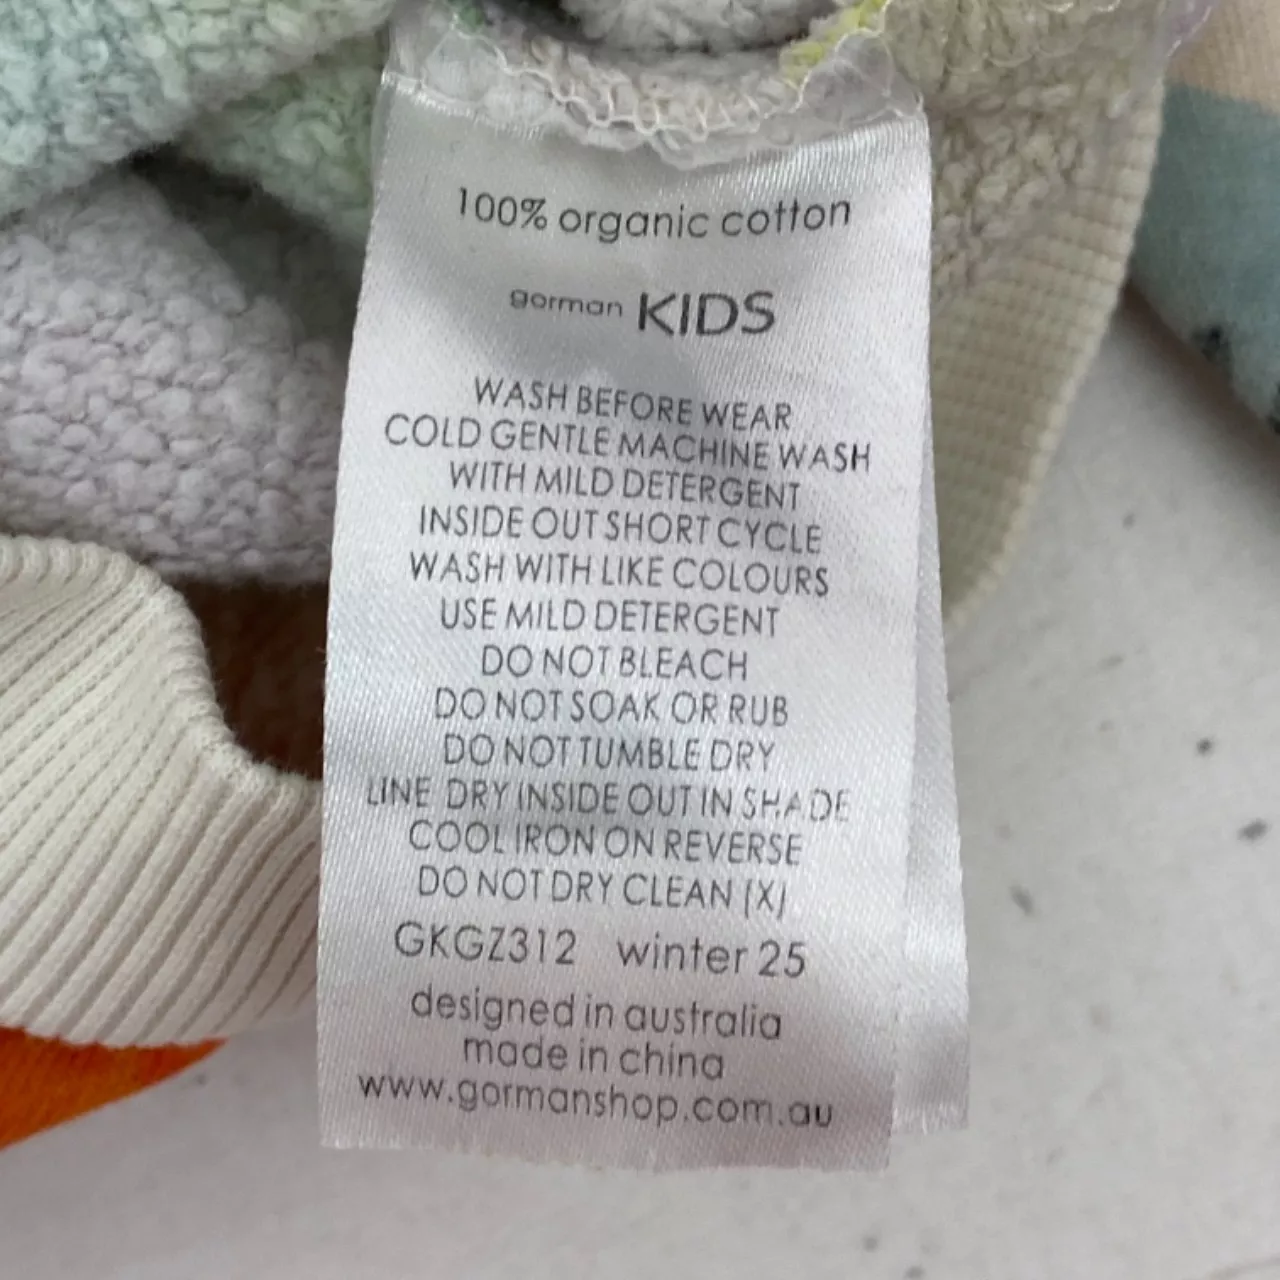 100% organic cotton
gorman KIDS
WASH BEFORE WEAR
COLD GENTLE MACHINE WASH
WITH MILD DETERGENT
INSIDE OUT SHORT CYCLE
WASH WITH LIKE COLOURS
USE MILD DETERGENT
DO NOT BLEACH
DO NOT SOAK OR RUB
DO NOT TUMBLE DRY
LINE DRY INSIDE OUT IN SHADE
COOL IRON ON REVERSE
DO NOT DRY CLEAN (X)
GKGZ312 winter 25
designed in australia
made in china
www.gormanshop.com.au